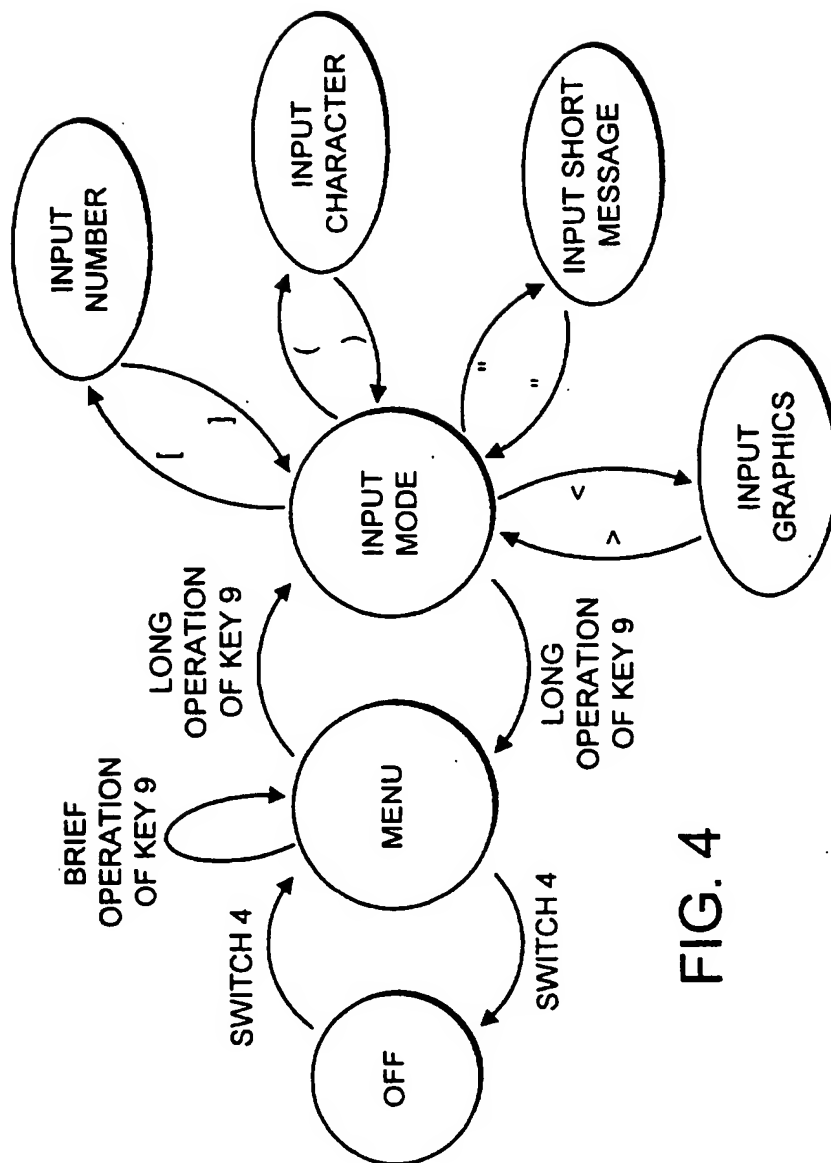 OFF
SWITCH 4
SWITCH 4
MENU
BRIEF
OPERATION
OF KEY 9
LONG
OPERATION
OF KEY 9
LONG
OPERATION
OF KEY 9
INPUT
MODE
[
]
INPUT
NUMBER
(
)
INPUT
CHARACTER
"
"
INPUT SHORT
MESSAGE
<
>
INPUT
GRAPHICS
FIG. 4